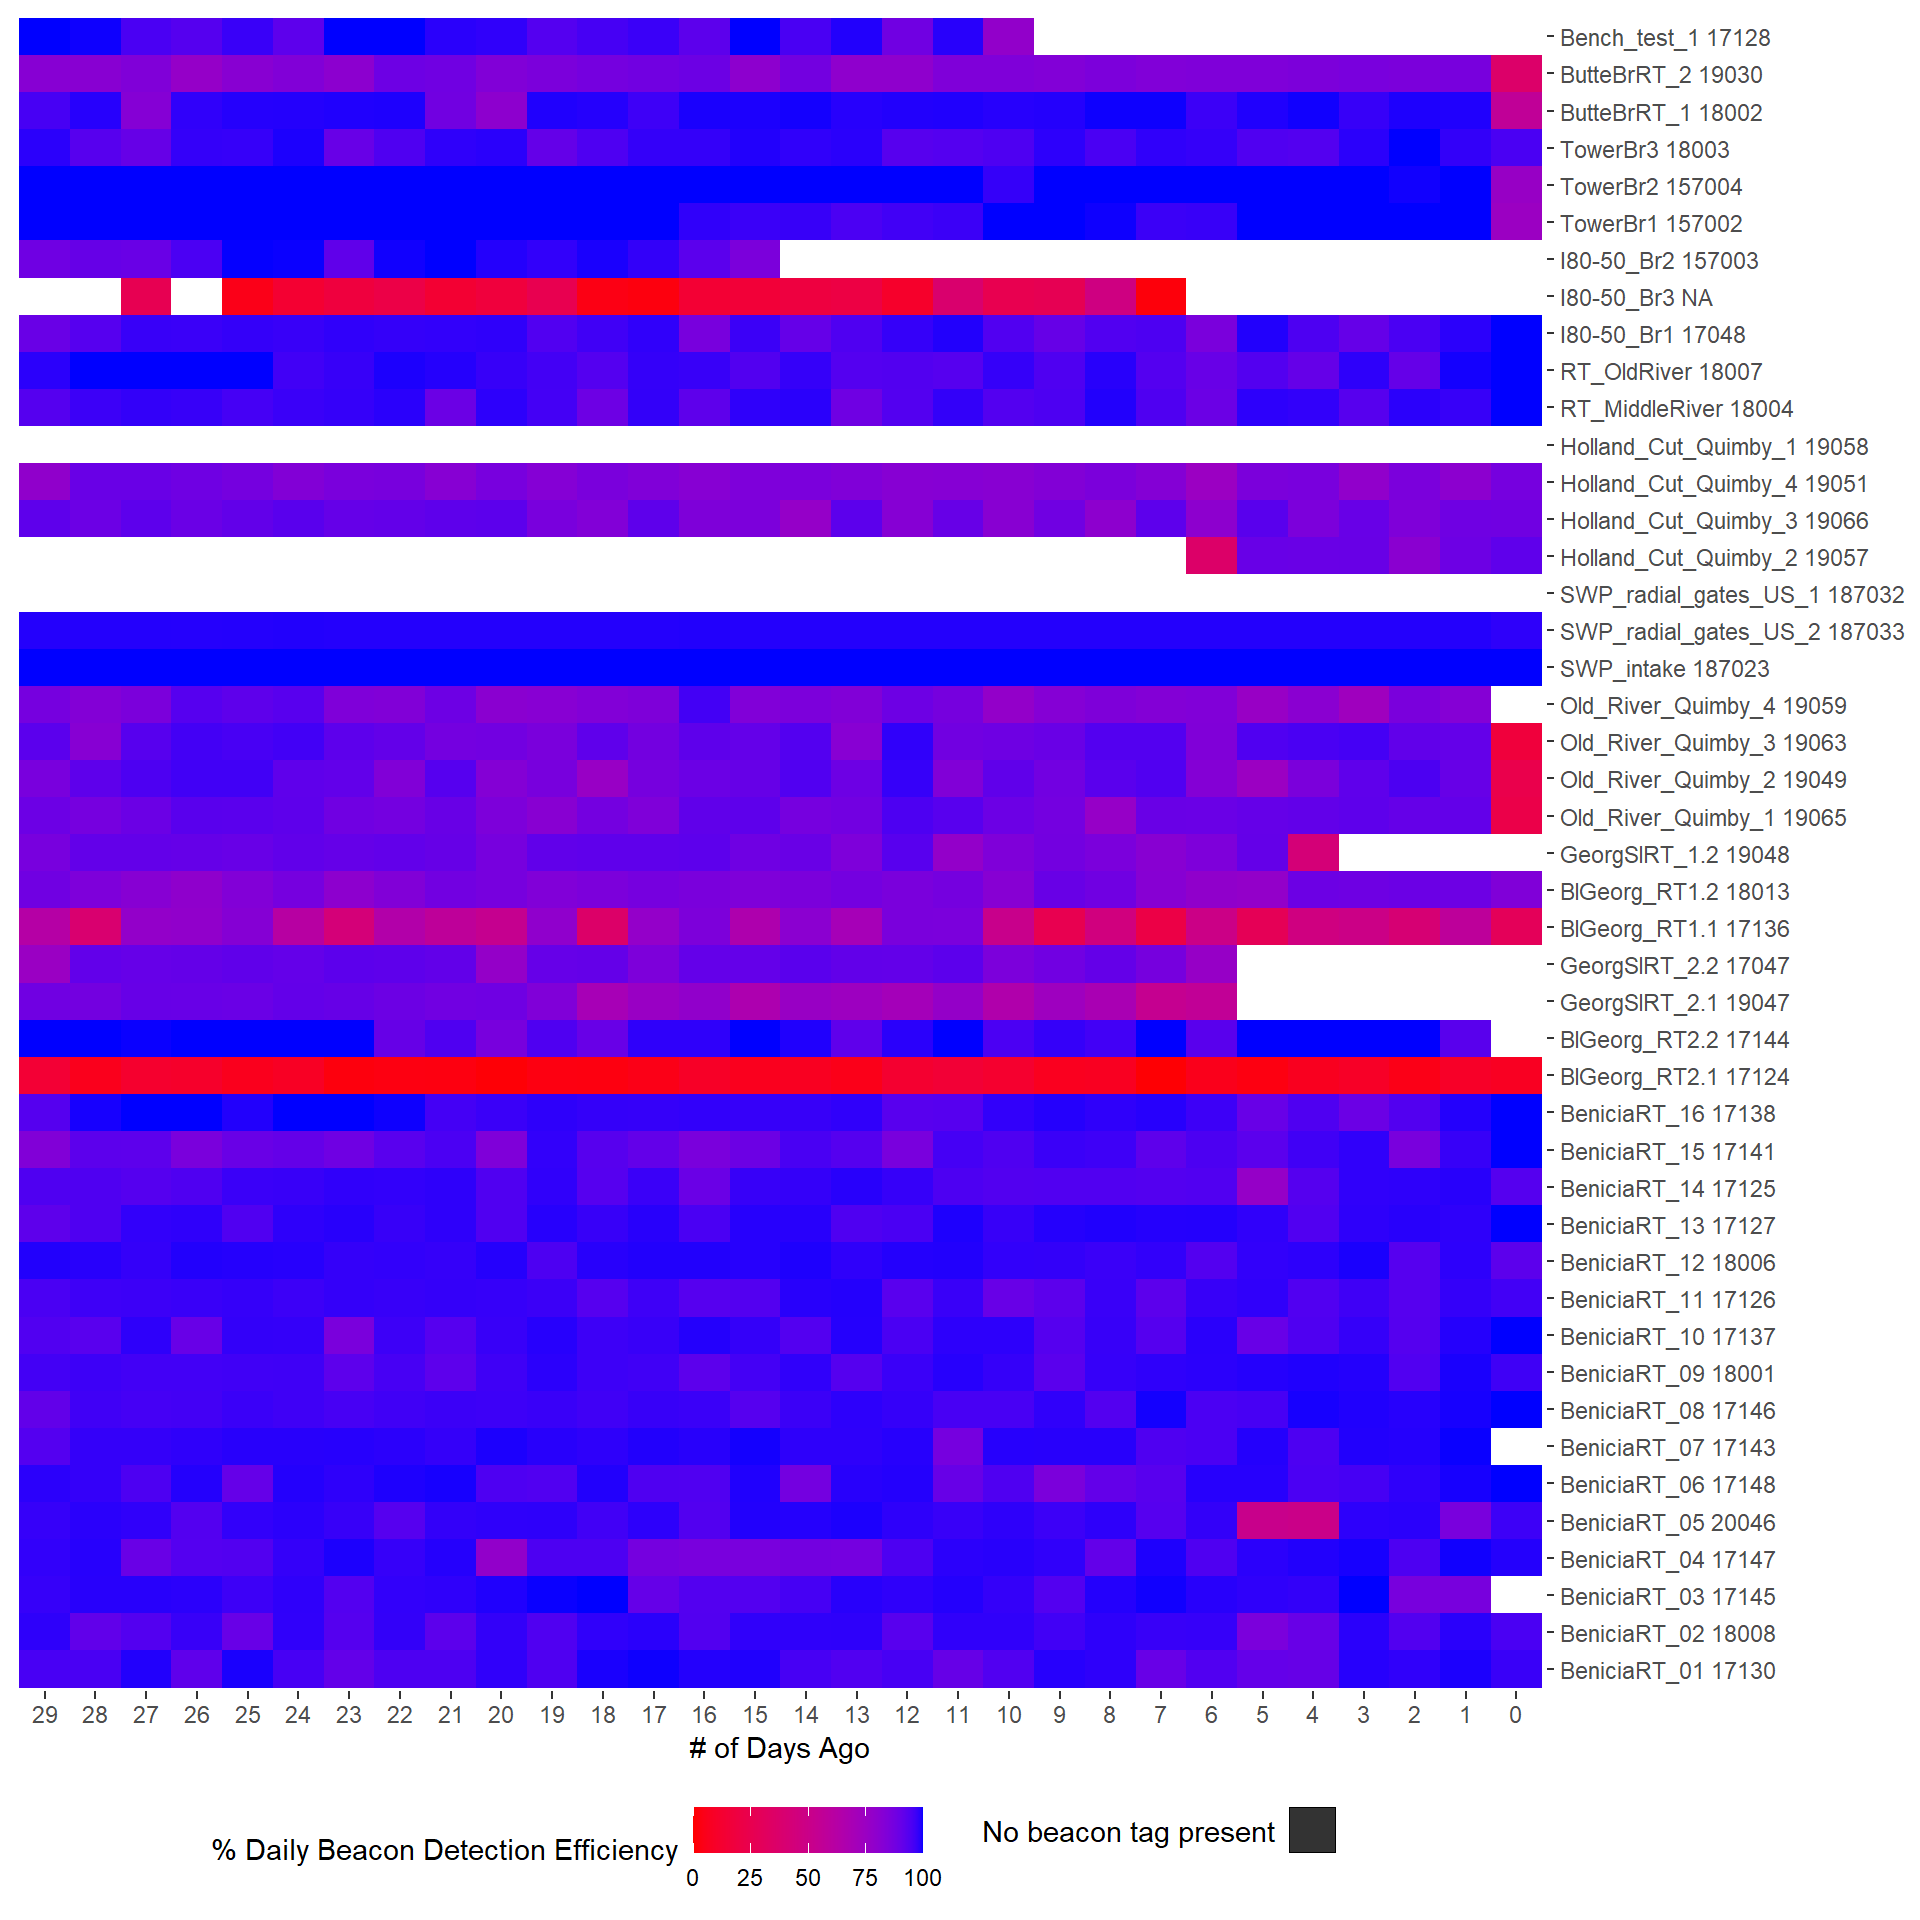 Bench_test_1 17128
ButteBrRT_2 19030
ButteBrRT_1 18002
TowerBr3 18003
TowerBr2 157004
TowerBr1 157002
I80-50_Br2 157003
I80-50_Br3 NA
I80-50_Br1 17048
RT_OldRiver 18007
RT_MiddleRiver 18004
Holland_Cut_Quimby_1 19058
Holland_Cut_Quimby_4 19051
Holland_Cut_Quimby_3 19066
Holland_Cut_Quimby_2 19057
SWP_radial_gates_US_1 187032
SWP_radial_gates_US_2 187033
SWP_intake 187023
Old_River_Quimby_4 19059
Old_River_Quimby_3 19063
Old_River_Quimby_2 19049
Old_River_Quimby_1 19065
GeorgSlRT_1.2 19048
BlGeorg_RT1.2 18013
BlGeorg_RT1.1 17136
GeorgSlRT_2.2 17047
GeorgSlRT_2.1 19047
BlGeorg_RT2.2 17144
BlGeorg_RT2.1 17124
BeniciaRT_16 17138
BeniciaRT_15 17141
BeniciaRT_14 17125
BeniciaRT_13 17127
BeniciaRT_12 18006
BeniciaRT_11 17126
BeniciaRT_10 17137
BeniciaRT_09 18001
BeniciaRT_08 17146
BeniciaRT_07 17143
BeniciaRT_06 17148
BeniciaRT_05 20046
BeniciaRT_04 17147
BeniciaRT_03 17145
BeniciaRT_02 18008
BeniciaRT_01 17130
29 28 27 26 25 24 23 22 21 20 19 18 17 16 15 14 13 12 11 10 9 8 7 6 5 4 3 2 1 0
# of Days Ago
% Daily Beacon Detection Efficiency
0 25 50 75 100
No beacon tag present